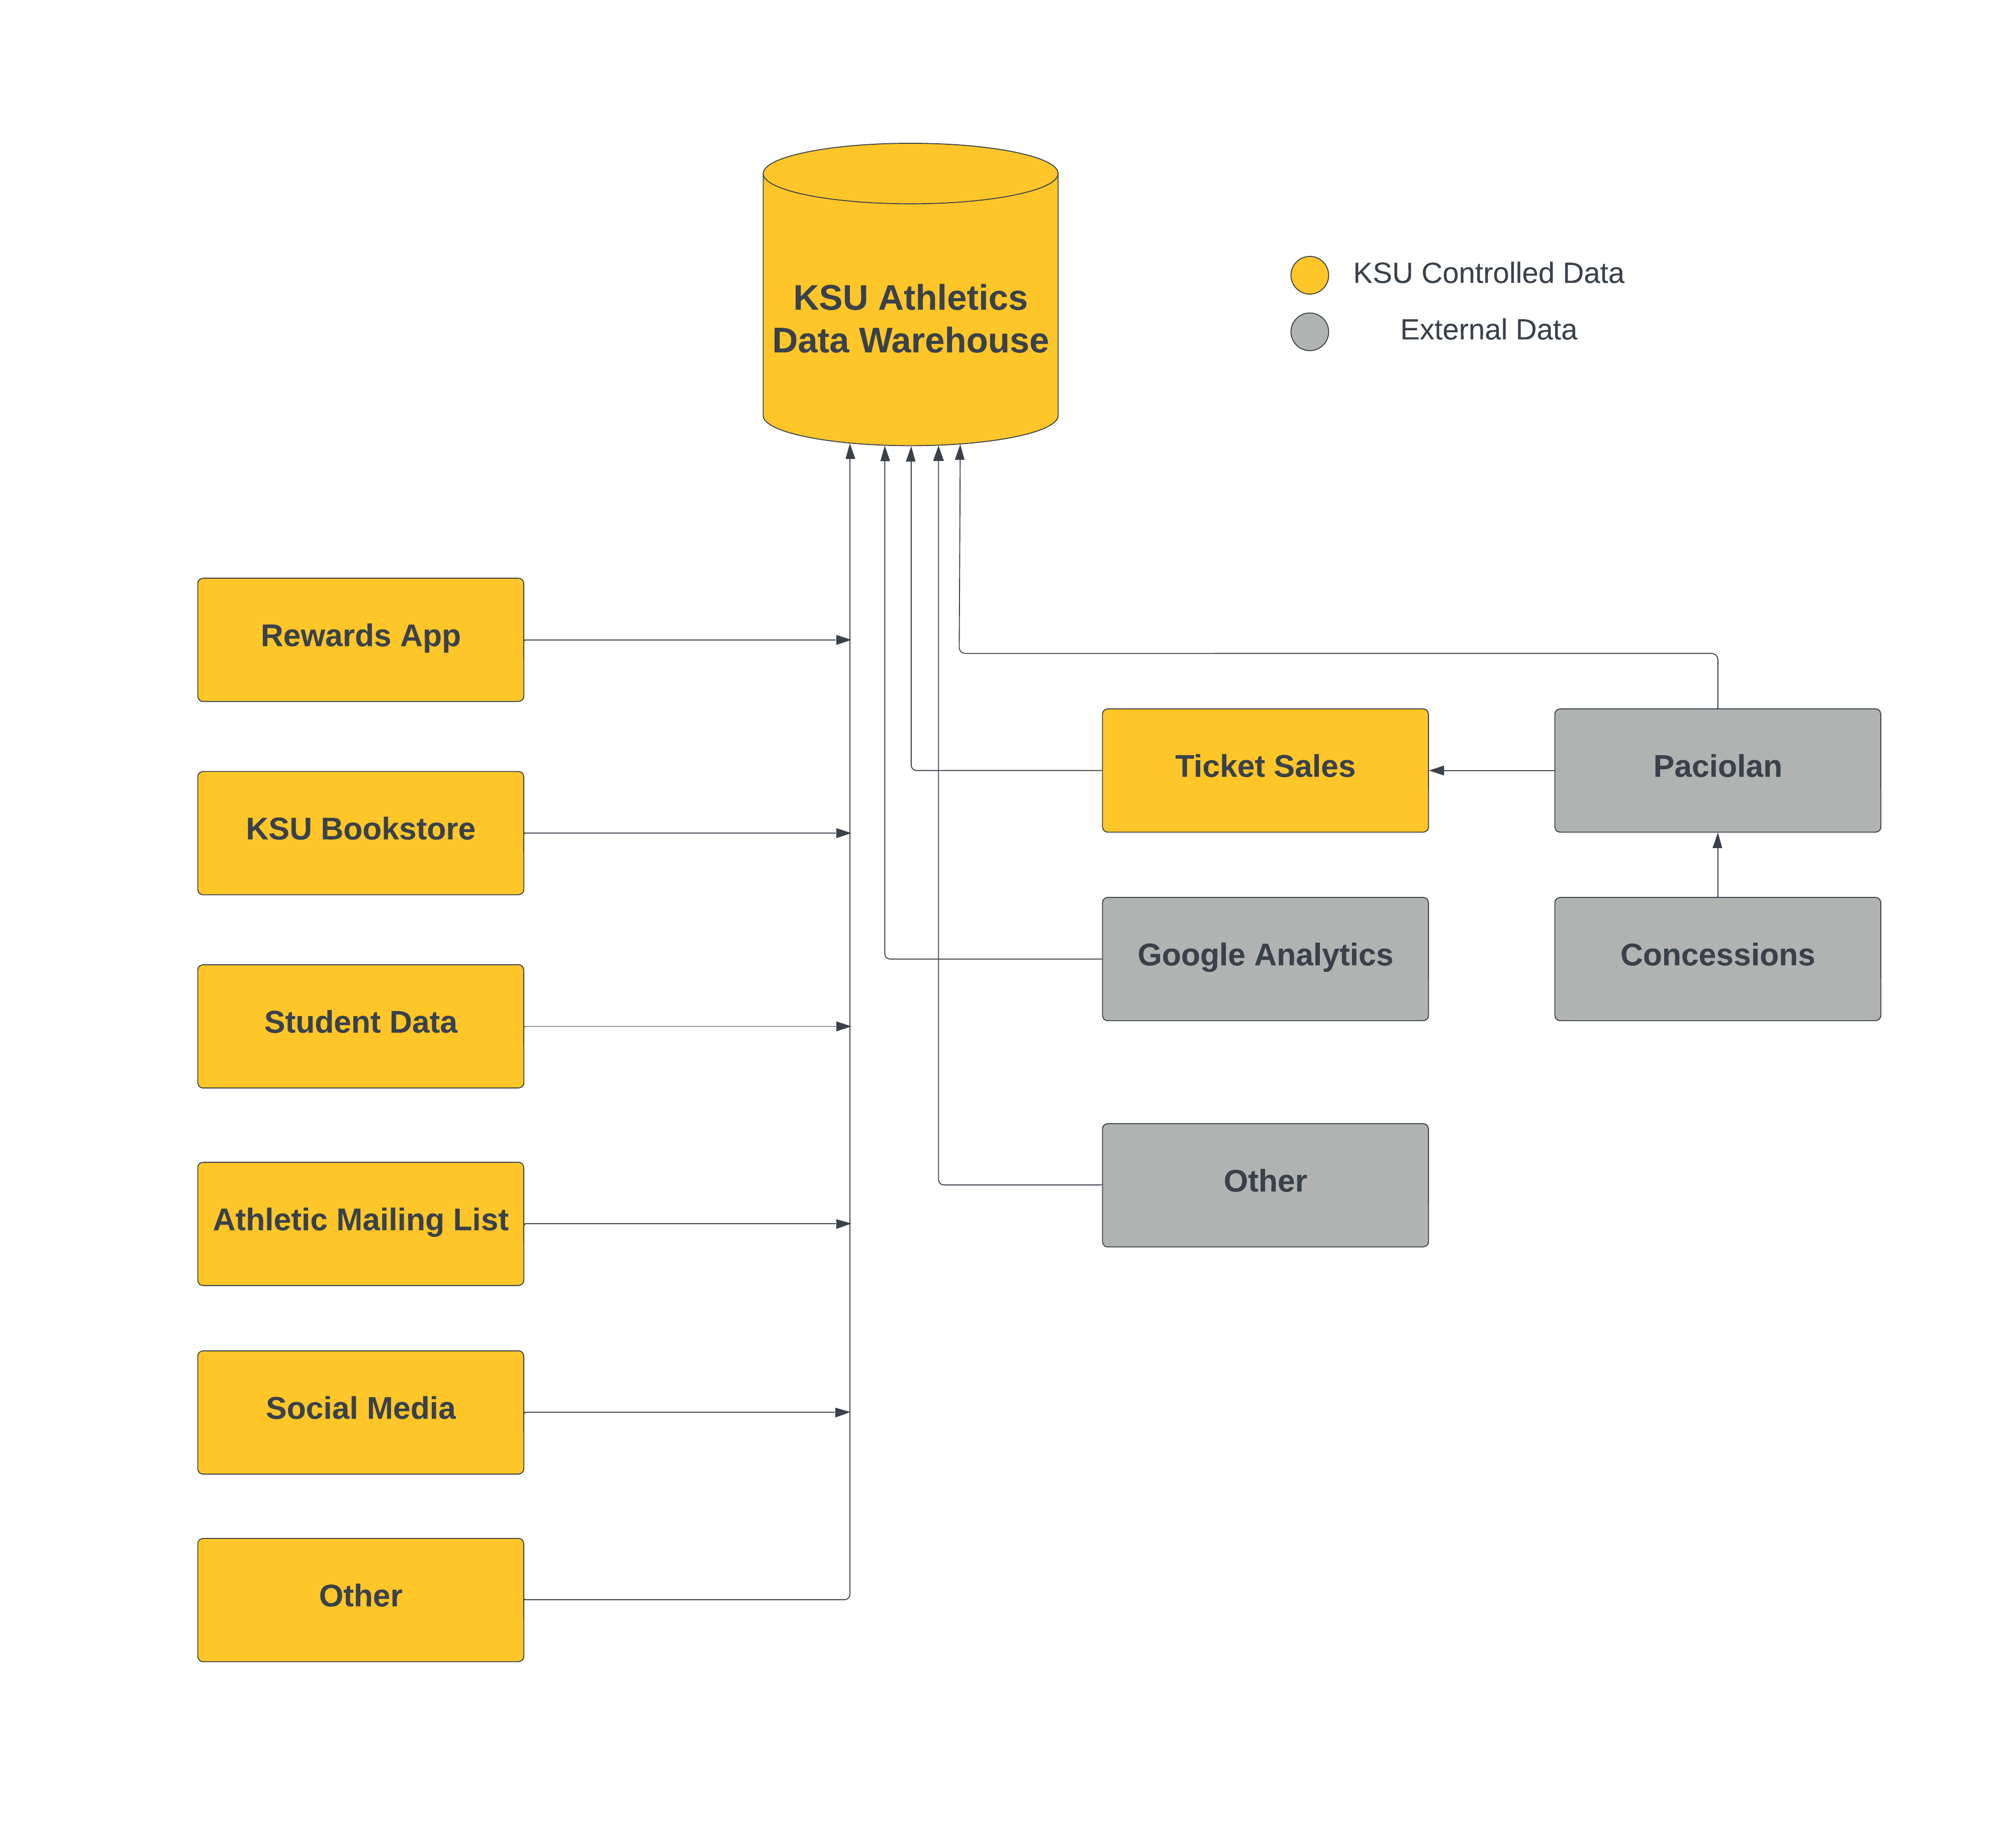 KSU Athletics
Data Warehouse
KSU Controlled Data
External Data
Rewards App
KSU Bookstore
Student Data
Athletic Mailing List
Social Media
Other
Ticket Sales
Paciolan
Google Analytics
Concessions
Other